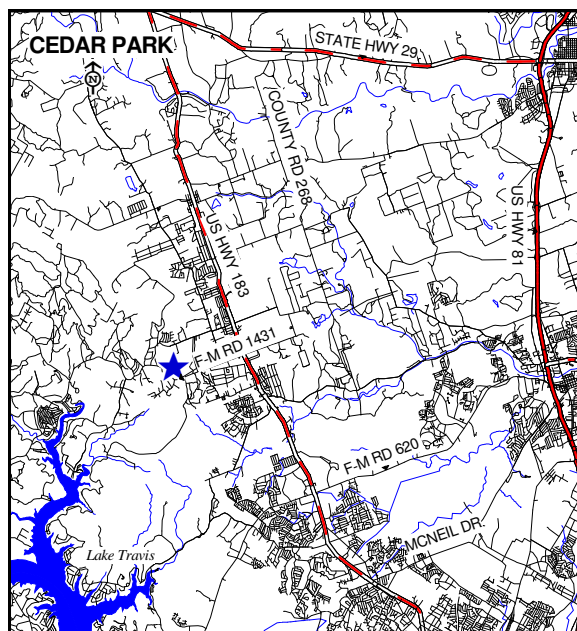 CEDAR PARK
N
STATE HWY 29
COUNTY RD 268
US HWY 183
US HWY 81
F-M RD 1431
F-M RD 620
MCNEIL DR.
Lake Travis